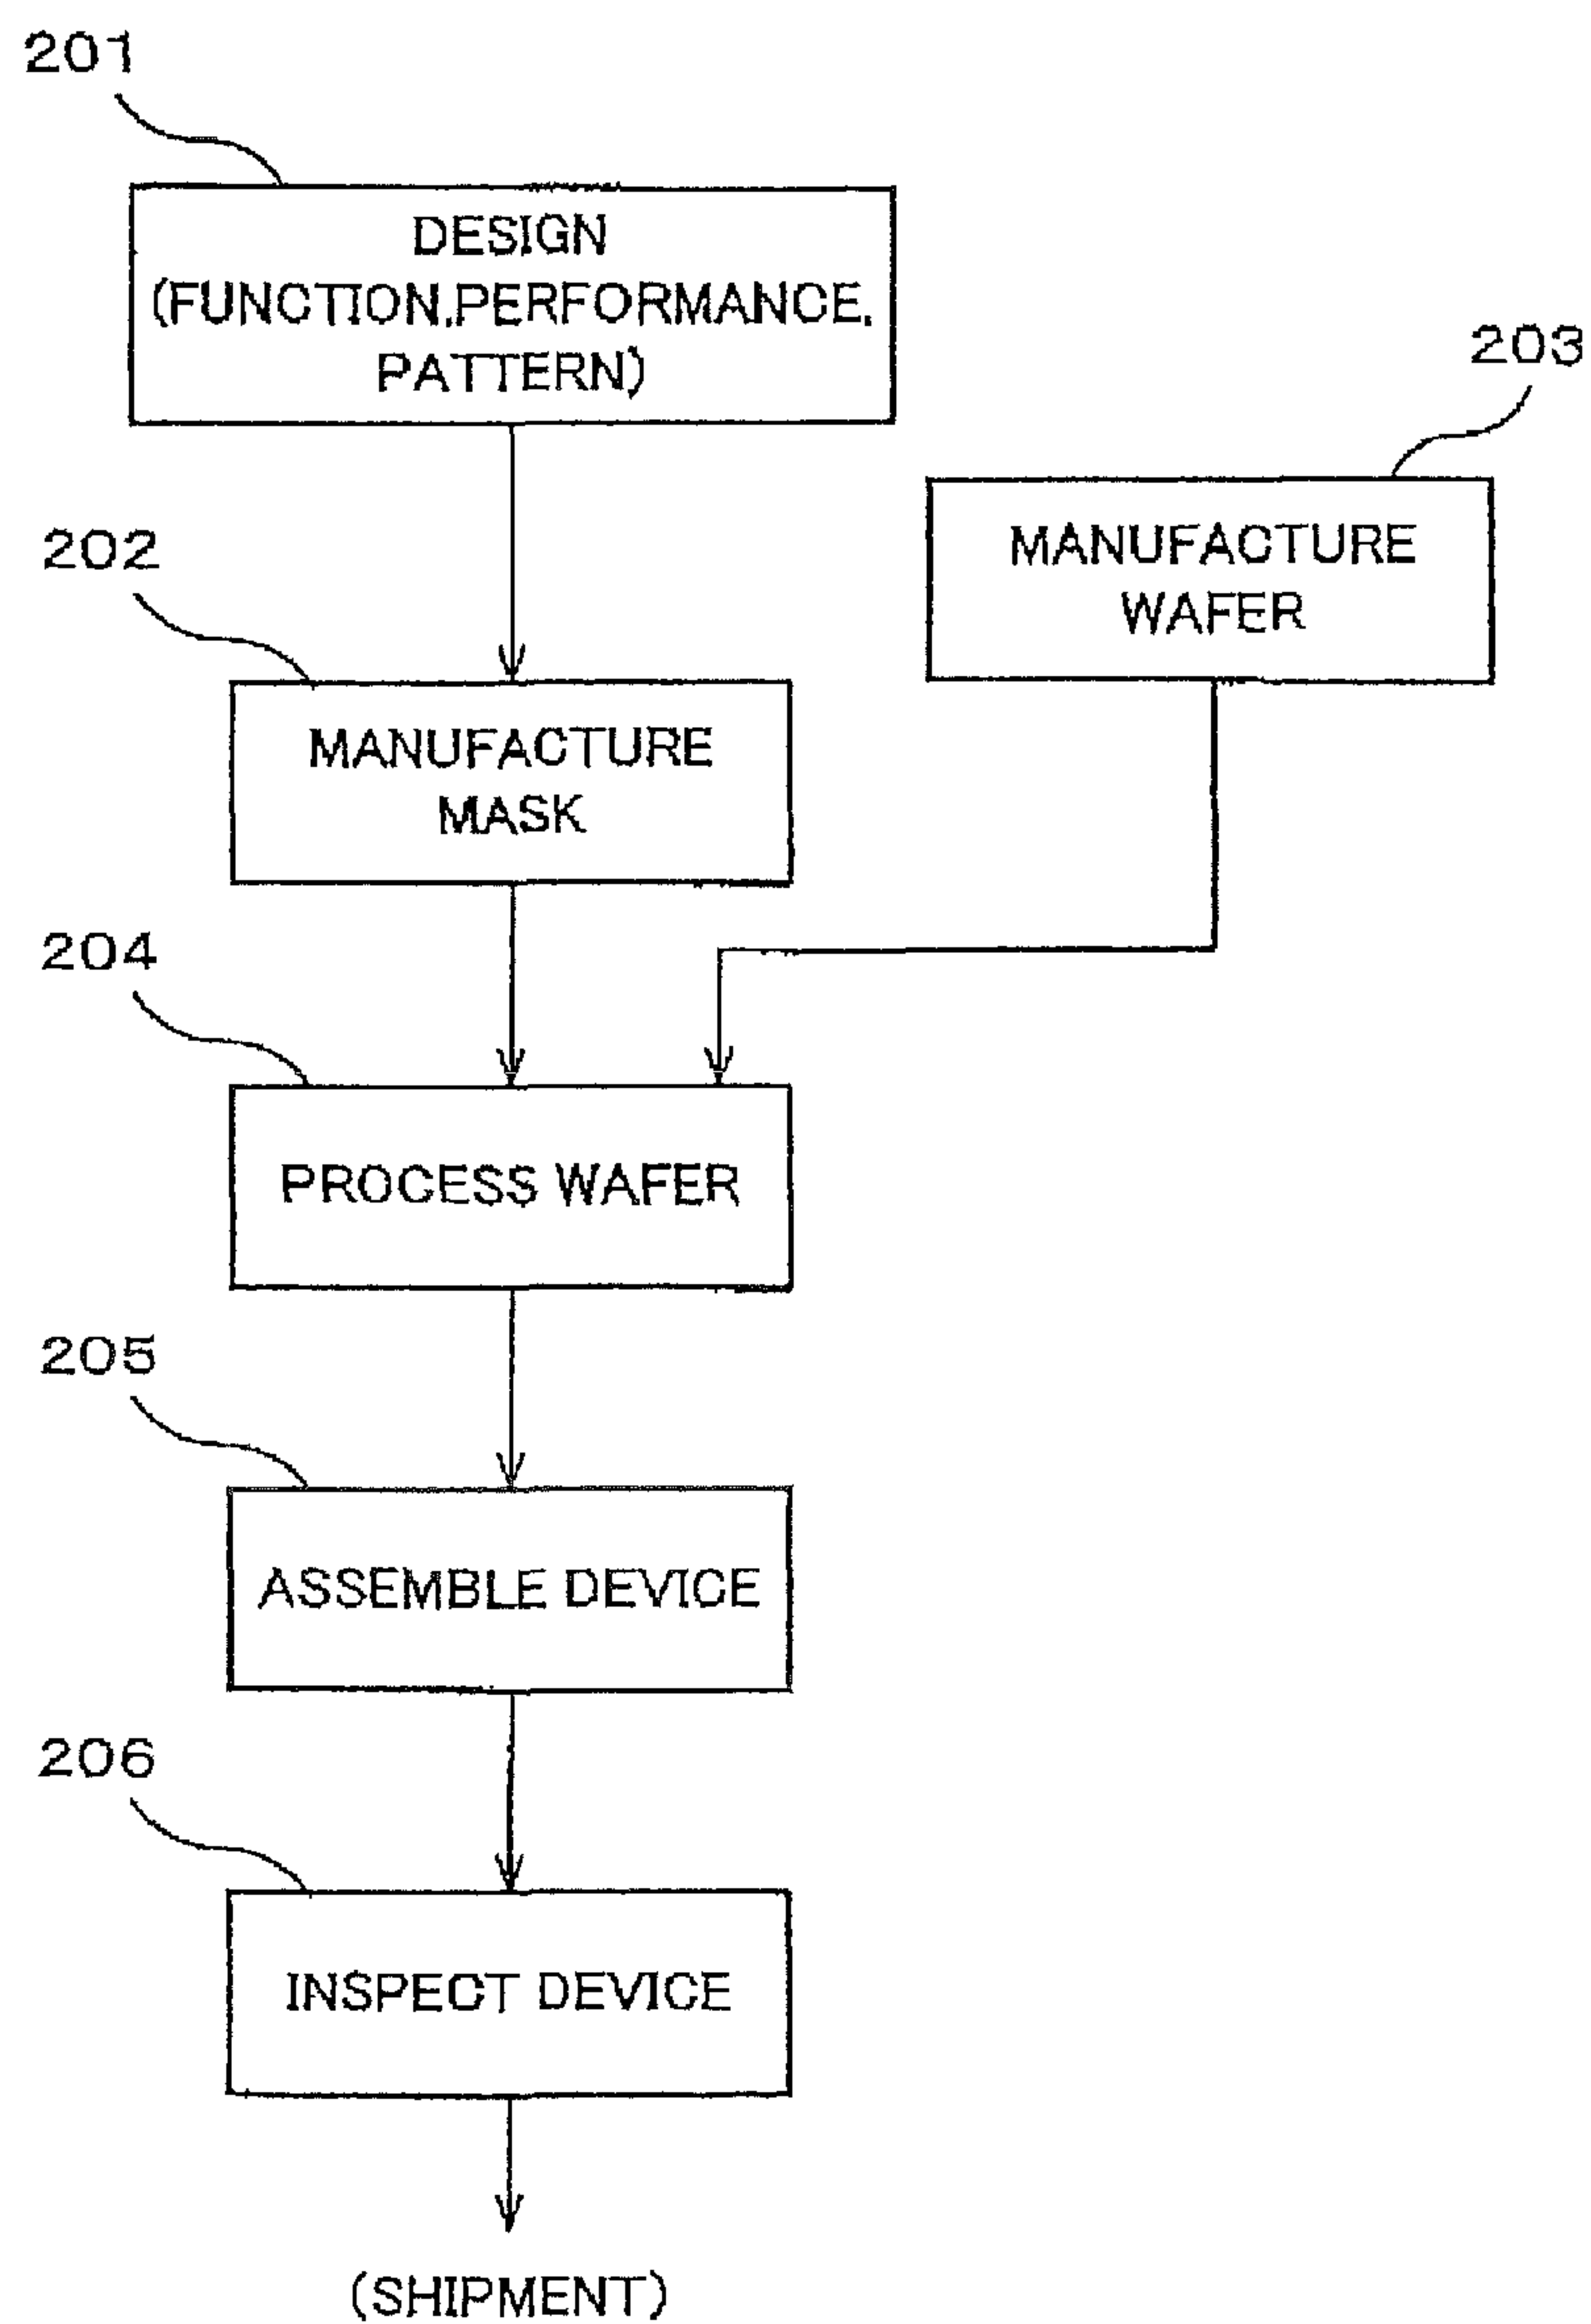 201
DESIGN
(FUNCTION,PERFORMANCE,
PATTERN)
203
MANUFACTURE
WAFER
202
MANUFACTURE
MASK
204
PROCESS WAFER
205
ASSEMBLE DEVICE
206
INSPECT DEVICE
(SHIPMENT)